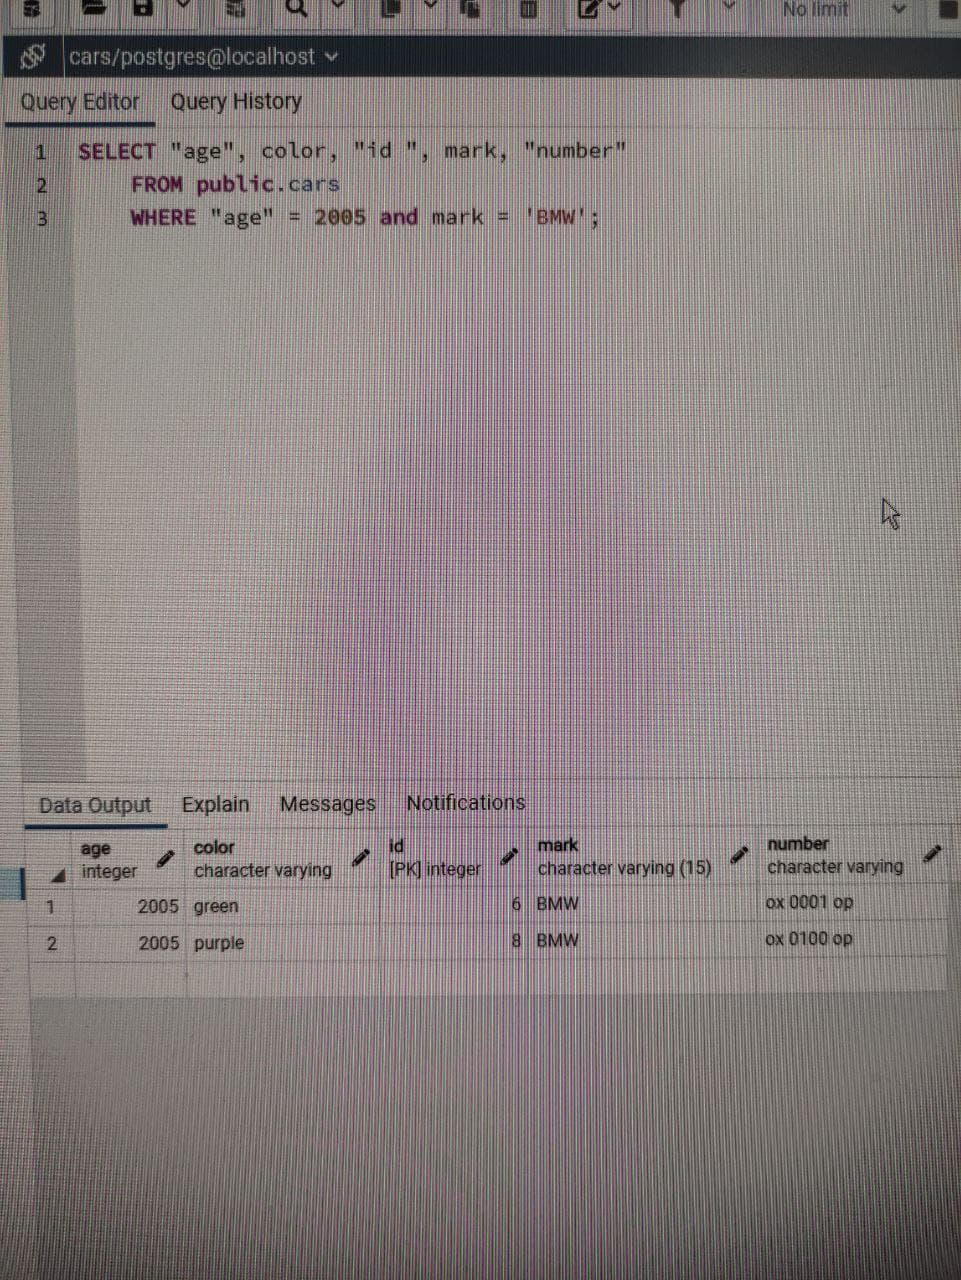 No limit
cars/postgres@localhost
Query Editor Query History
1 SELECT "age", color, "id ", mark, "number"
2 FROM public.cars
3 WHERE "age" = 2005 and mark = 'BMW';
Data Output Explain Messages Notifications
age color id mark number
integer character varying [PK] integer character varying (15) character varying
1 2005 green 6 BMW ox 0001 op
2 2005 purple 8 BMW ox 0100 op